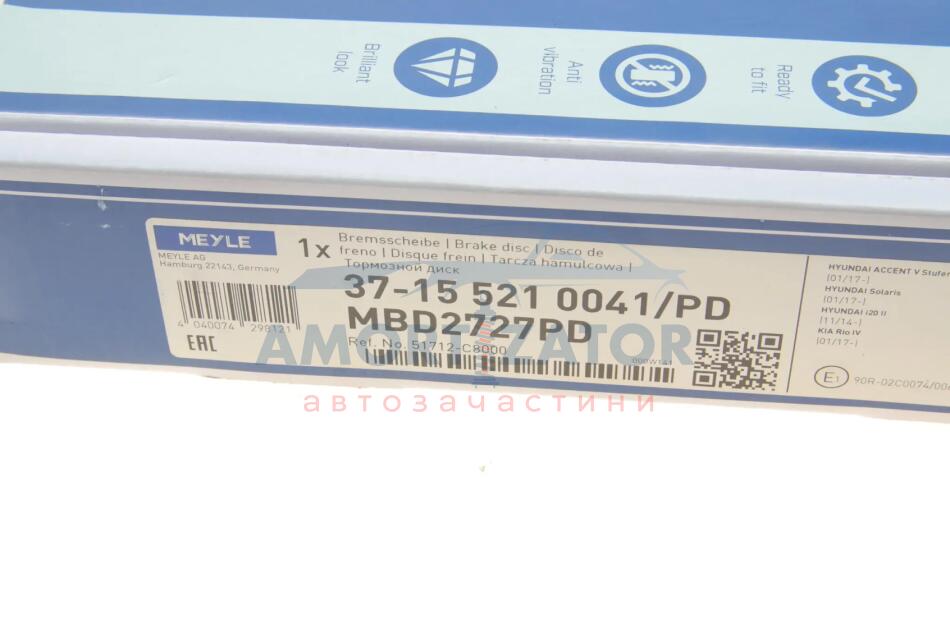 Brilliant
look
Anti
vibration
Ready
to fit
MEYLE
MEYLE AG
Hamburg 22143, Germany
4 040074 298121
EAC
1x
Bremsscheibe | Brake disc | Disco de
freno | Disque frein | Tarcza hamulcowa |
Тормозной диск
37-15 521 0041/PD
MBD2727PD
Ref. No. 51712-C8000
000W141
HYUNDAI ACCENT V Stufen
(01/17-)
HYUNDAI Solaris
(01/17-)
HYUNDAI i20 II
(11/14-)
KIA Rio IV
(01/17-)
E1 90R-02C0074/00
AMORTIZATOR
автозачастини